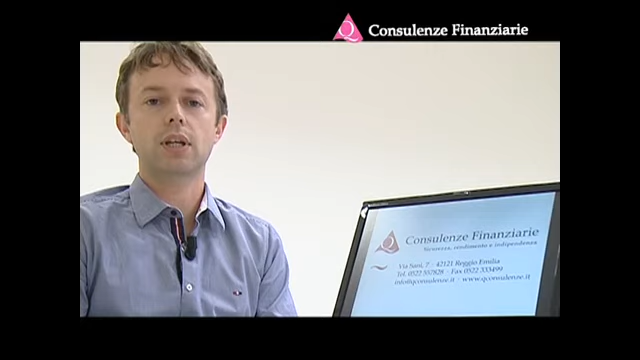 Consulenze Finanziarie
Q Consulenze Finanziarie
Sicurezza, rendimento e indipendenza
Via Sani, 7 · 42121 Reggio Emilia
Tel. 0522 557828 · Fax 0522 333499
info@qconsulenze.it · www.qconsulenze.it